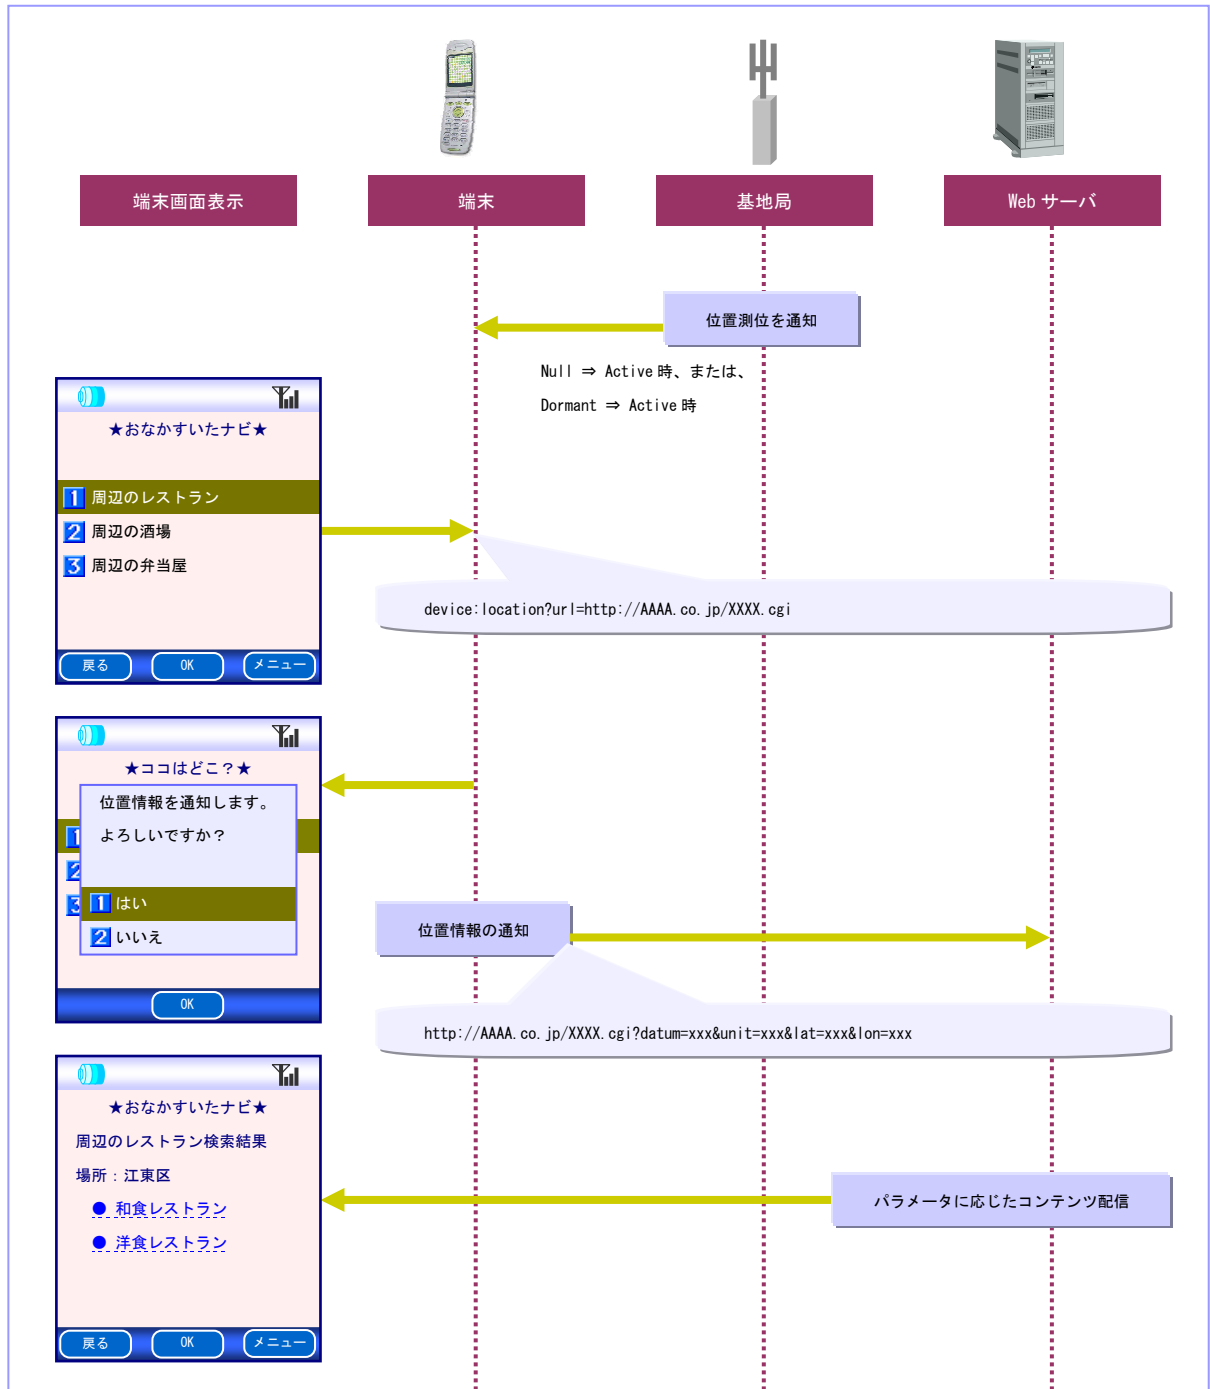 端末画面表示
端末
基地局
Web サーバ
位置測位を通知
Null ⇒ Active 時、または、
Dormant ⇒ Active 時
★おなかすいたナビ★
1 周辺のレストラン
2 周辺の酒場
3 周辺の弁当屋
戻る OK メニュー
device:location?url=http://AAAA.co.jp/XXXX.cgi
★ココはどこ？★
位置情報を通知します。
よろしいですか？
1
2
3
1 はい
2 いいえ
OK
位置情報の通知
http://AAAA.co.jp/XXXX.cgi?datum=xxx&unit=xxx&lat=xxx&lon=xxx
★おなかすいたナビ★
周辺のレストラン検索結果
場所：江東区
● 和食レストラン
● 洋食レストラン
戻る OK メニュー
パラメータに応じたコンテンツ配信